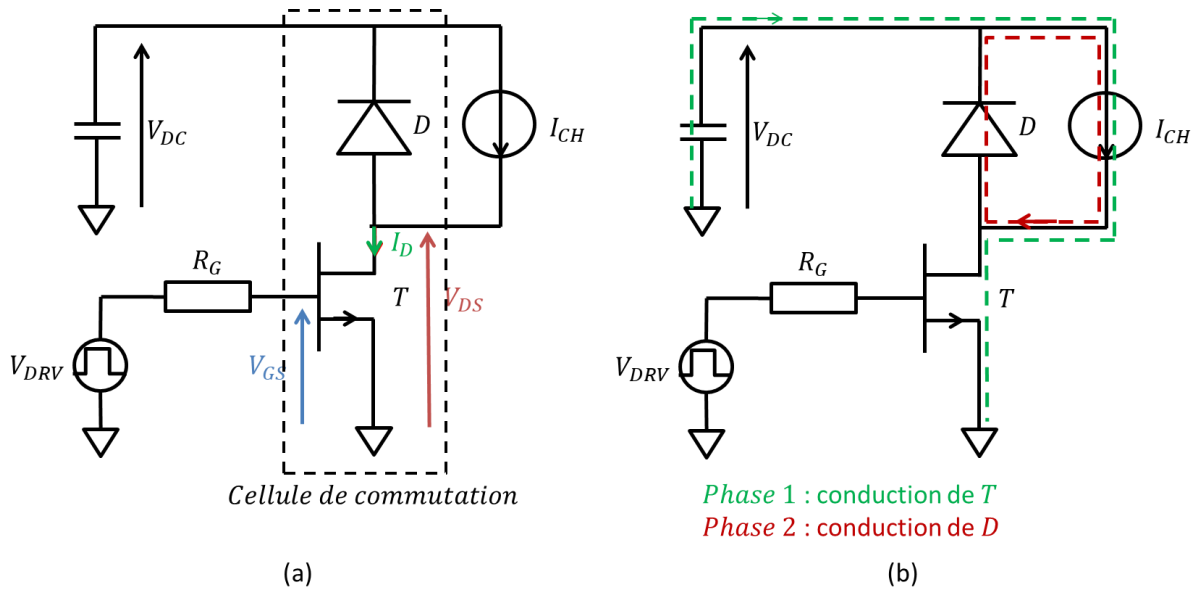 V_DC
D
I_CH
I_D
R_G
T
V_DS
V_GS
V_DRV
Cellule de commutation
(a)
V_DC
D
I_CH
R_G
T
V_DRV
Phase 1 : conduction de T
Phase 2 : conduction de D
(b)